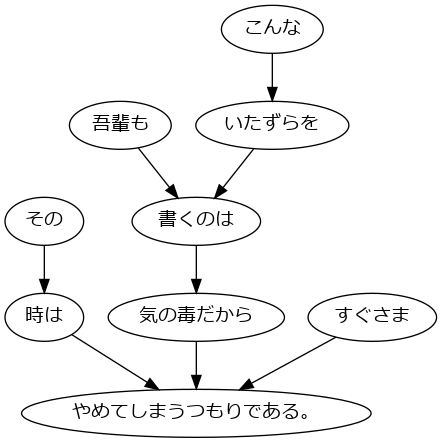 こんな
吾輩も
いたずらを
その
書くのは
時は
気の毒だから
すぐさま
やめてしまうつもりである。